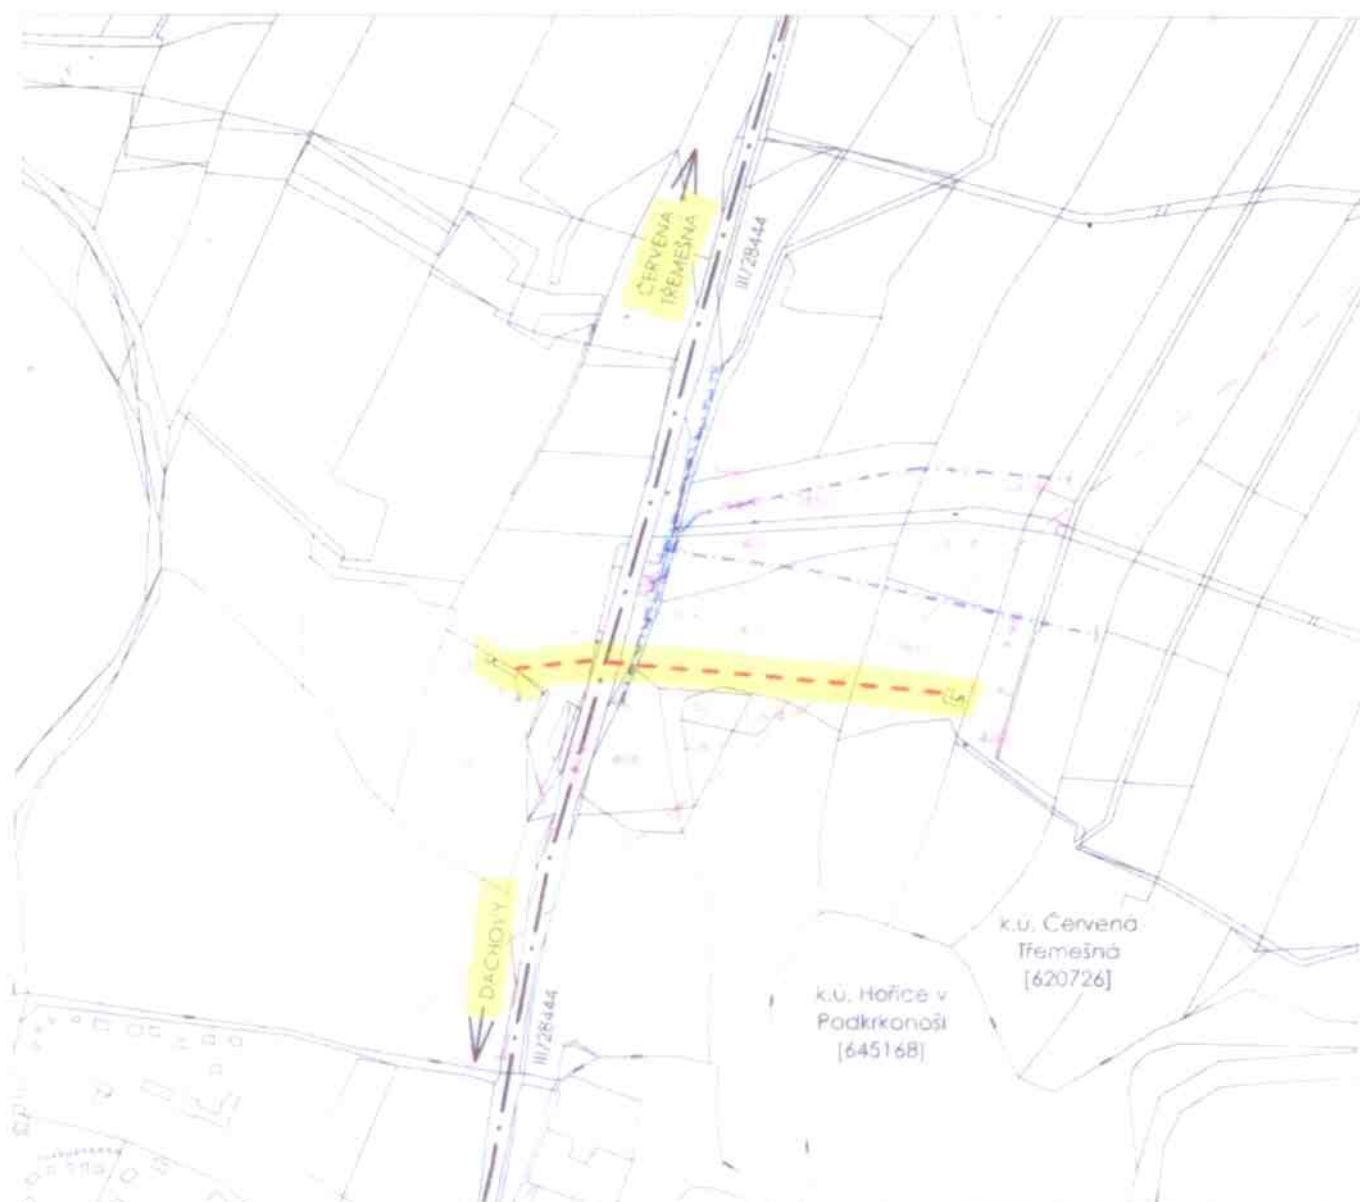 ČERVENÁ
TŘEMEŠNÁ
III/28444
DACHOVY
III/28444
k.ú. Červená
Třemešná
[620726]
k.ú. Hořice v
Podkrkonoší
[645168]